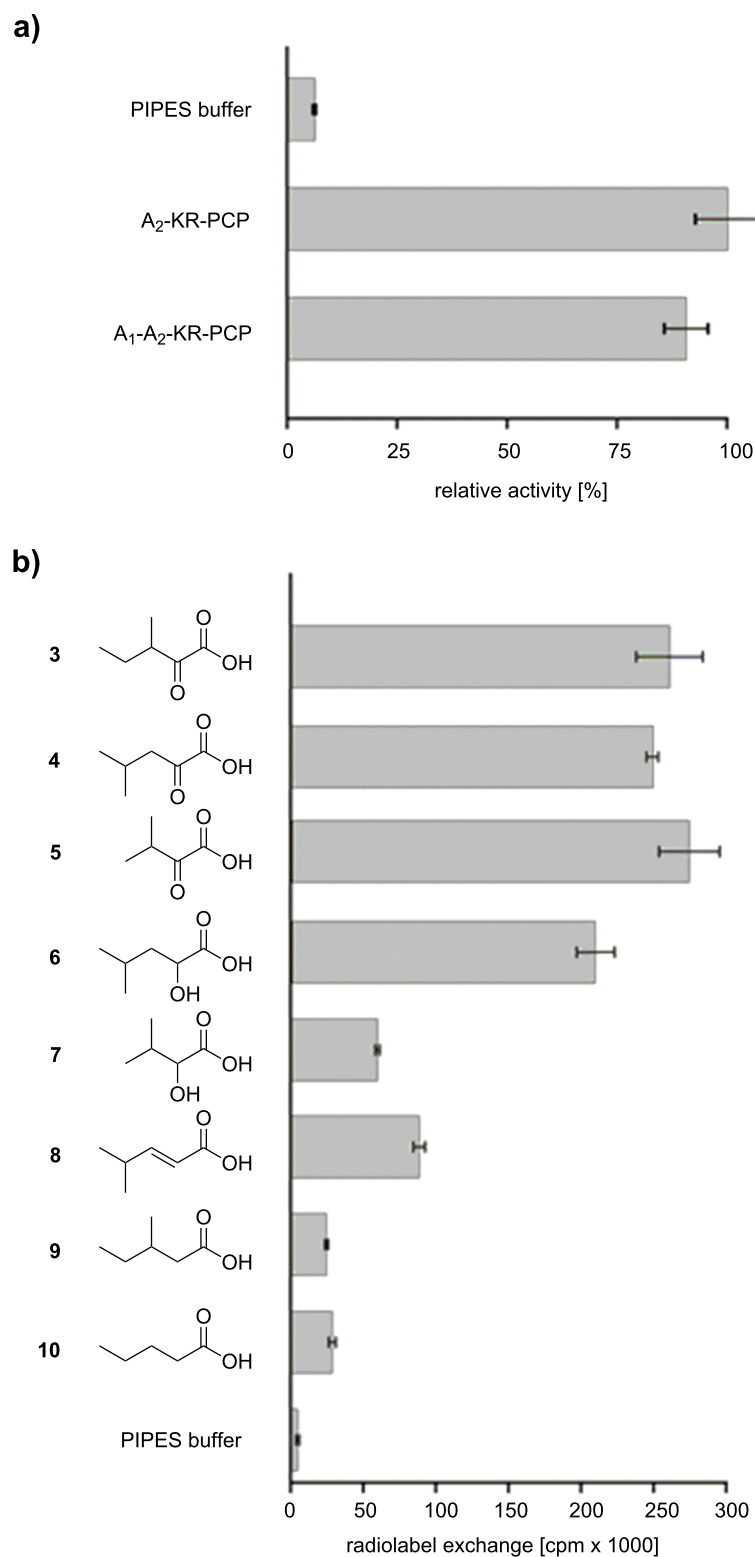 a)
PIPES buffer
A₂-KR-PCP
A₁-A₂-KR-PCP
0 25 50 75 100
relative activity [%]
b)
3
O
OH
O
4
O
OH
O
5
O
OH
O
6
O
OH
OH
7
O
OH
OH
8
O
OH
9
O
OH
10
O
OH
PIPES buffer
0 50 100 150 200 250 300
radiolabel exchange [cpm x 1000]